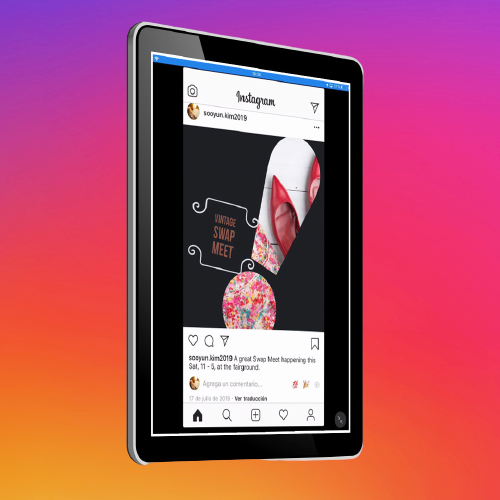 Instagram
sooyun.kim2019
VINTAGE
SWAP
MEET
sooyun.kim2019 A great Swap Meet happening this
Sat, 11 - 5, at the fairground.
Agrega un comentario...
17 de julio de 2019 · Ver traducción